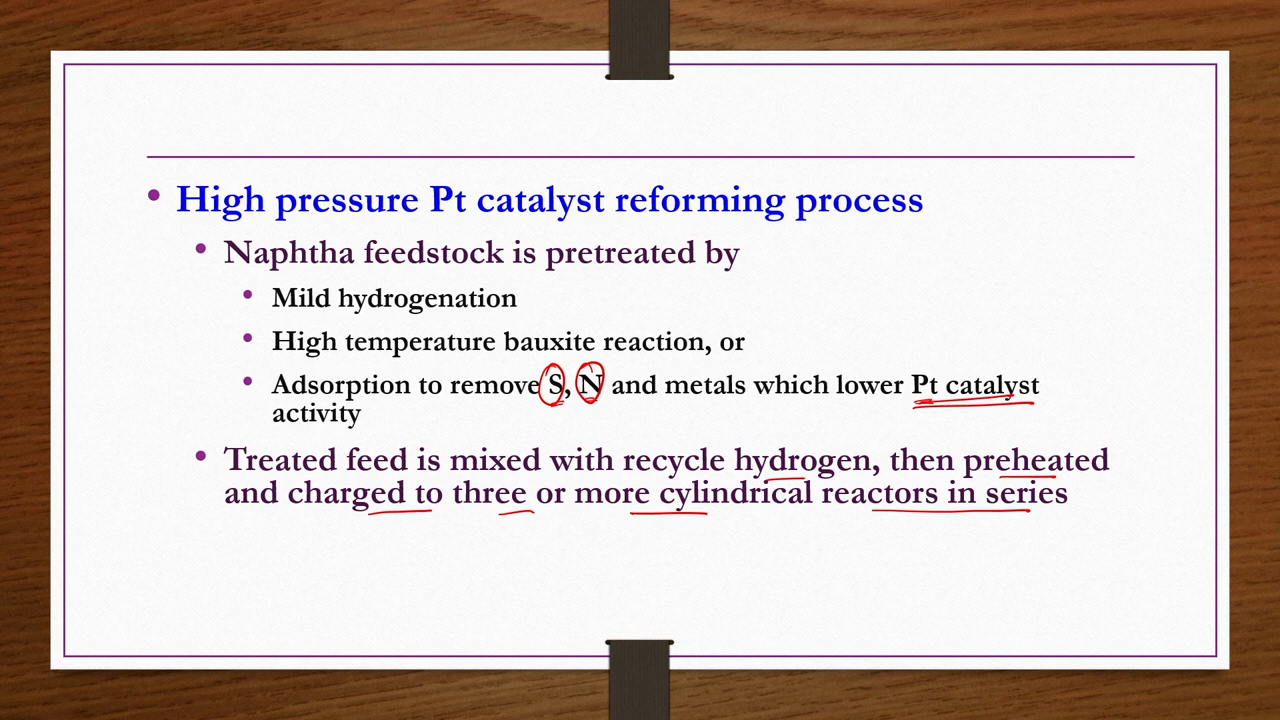 • High pressure Pt catalyst reforming process
• Naphtha feedstock is pretreated by
• Mild hydrogenation
• High temperature bauxite reaction, or
• Adsorption to remove S, N and metals which lower Pt catalyst
activity
• Treated feed is mixed with recycle hydrogen, then preheated
and charged to three or more cylindrical reactors in series